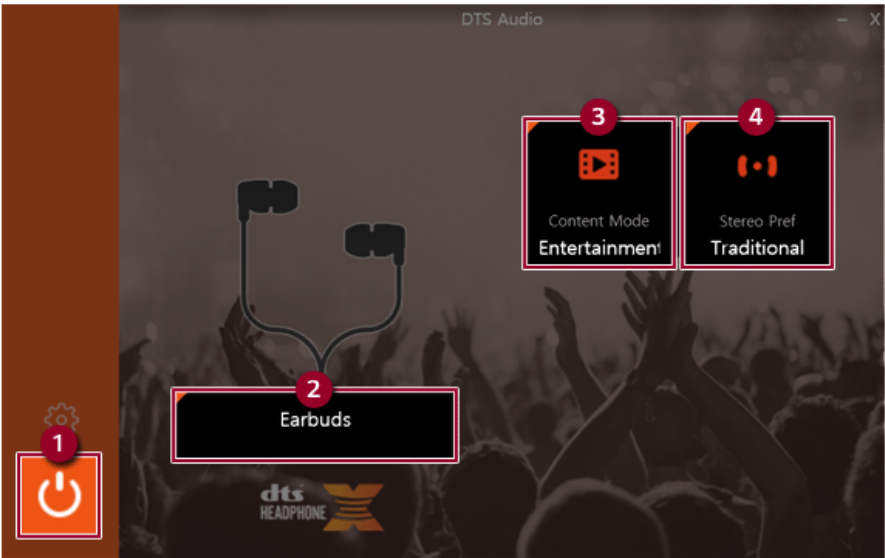 DTS Audio
– X
3
4
Content Mode
Entertainment
Stereo Pref
Traditional
2
Earbuds
1
dts
HEADPHONE X